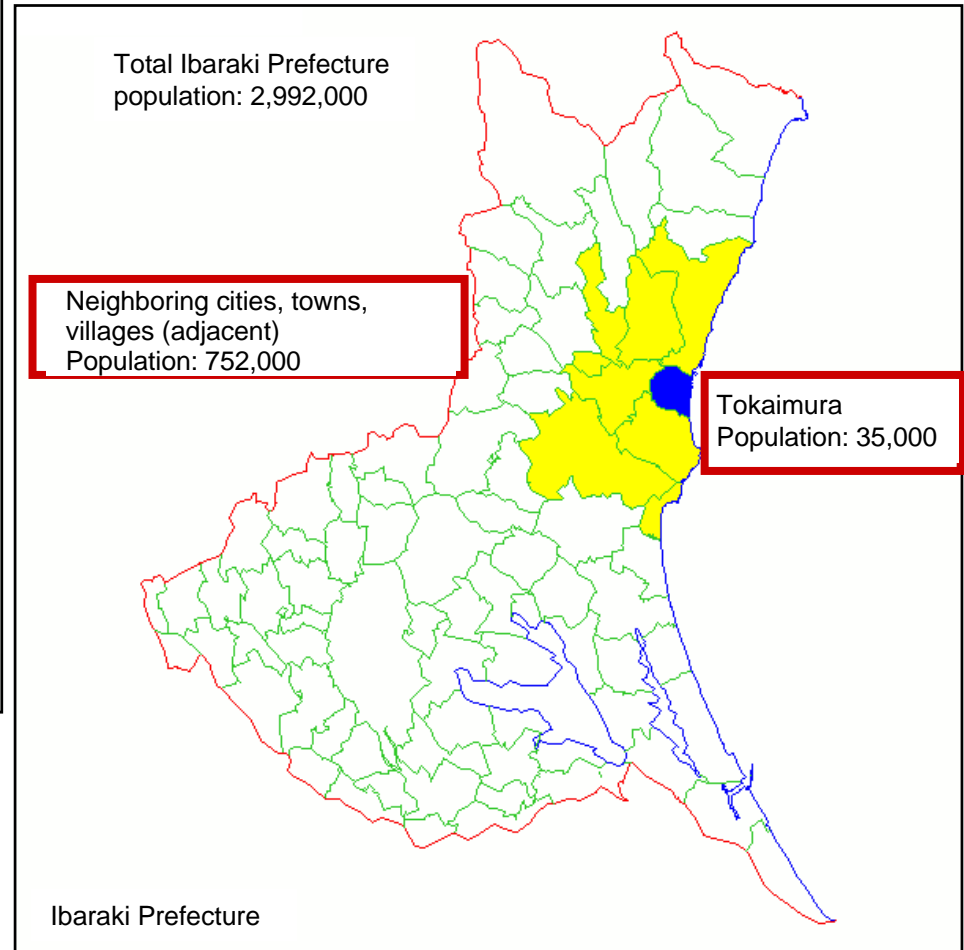 Total Ibaraki Prefecture
population: 2,992,000
Neighboring cities, towns,
villages (adjacent)
Population: 752,000
Tokaimura
Population: 35,000
Ibaraki Prefecture